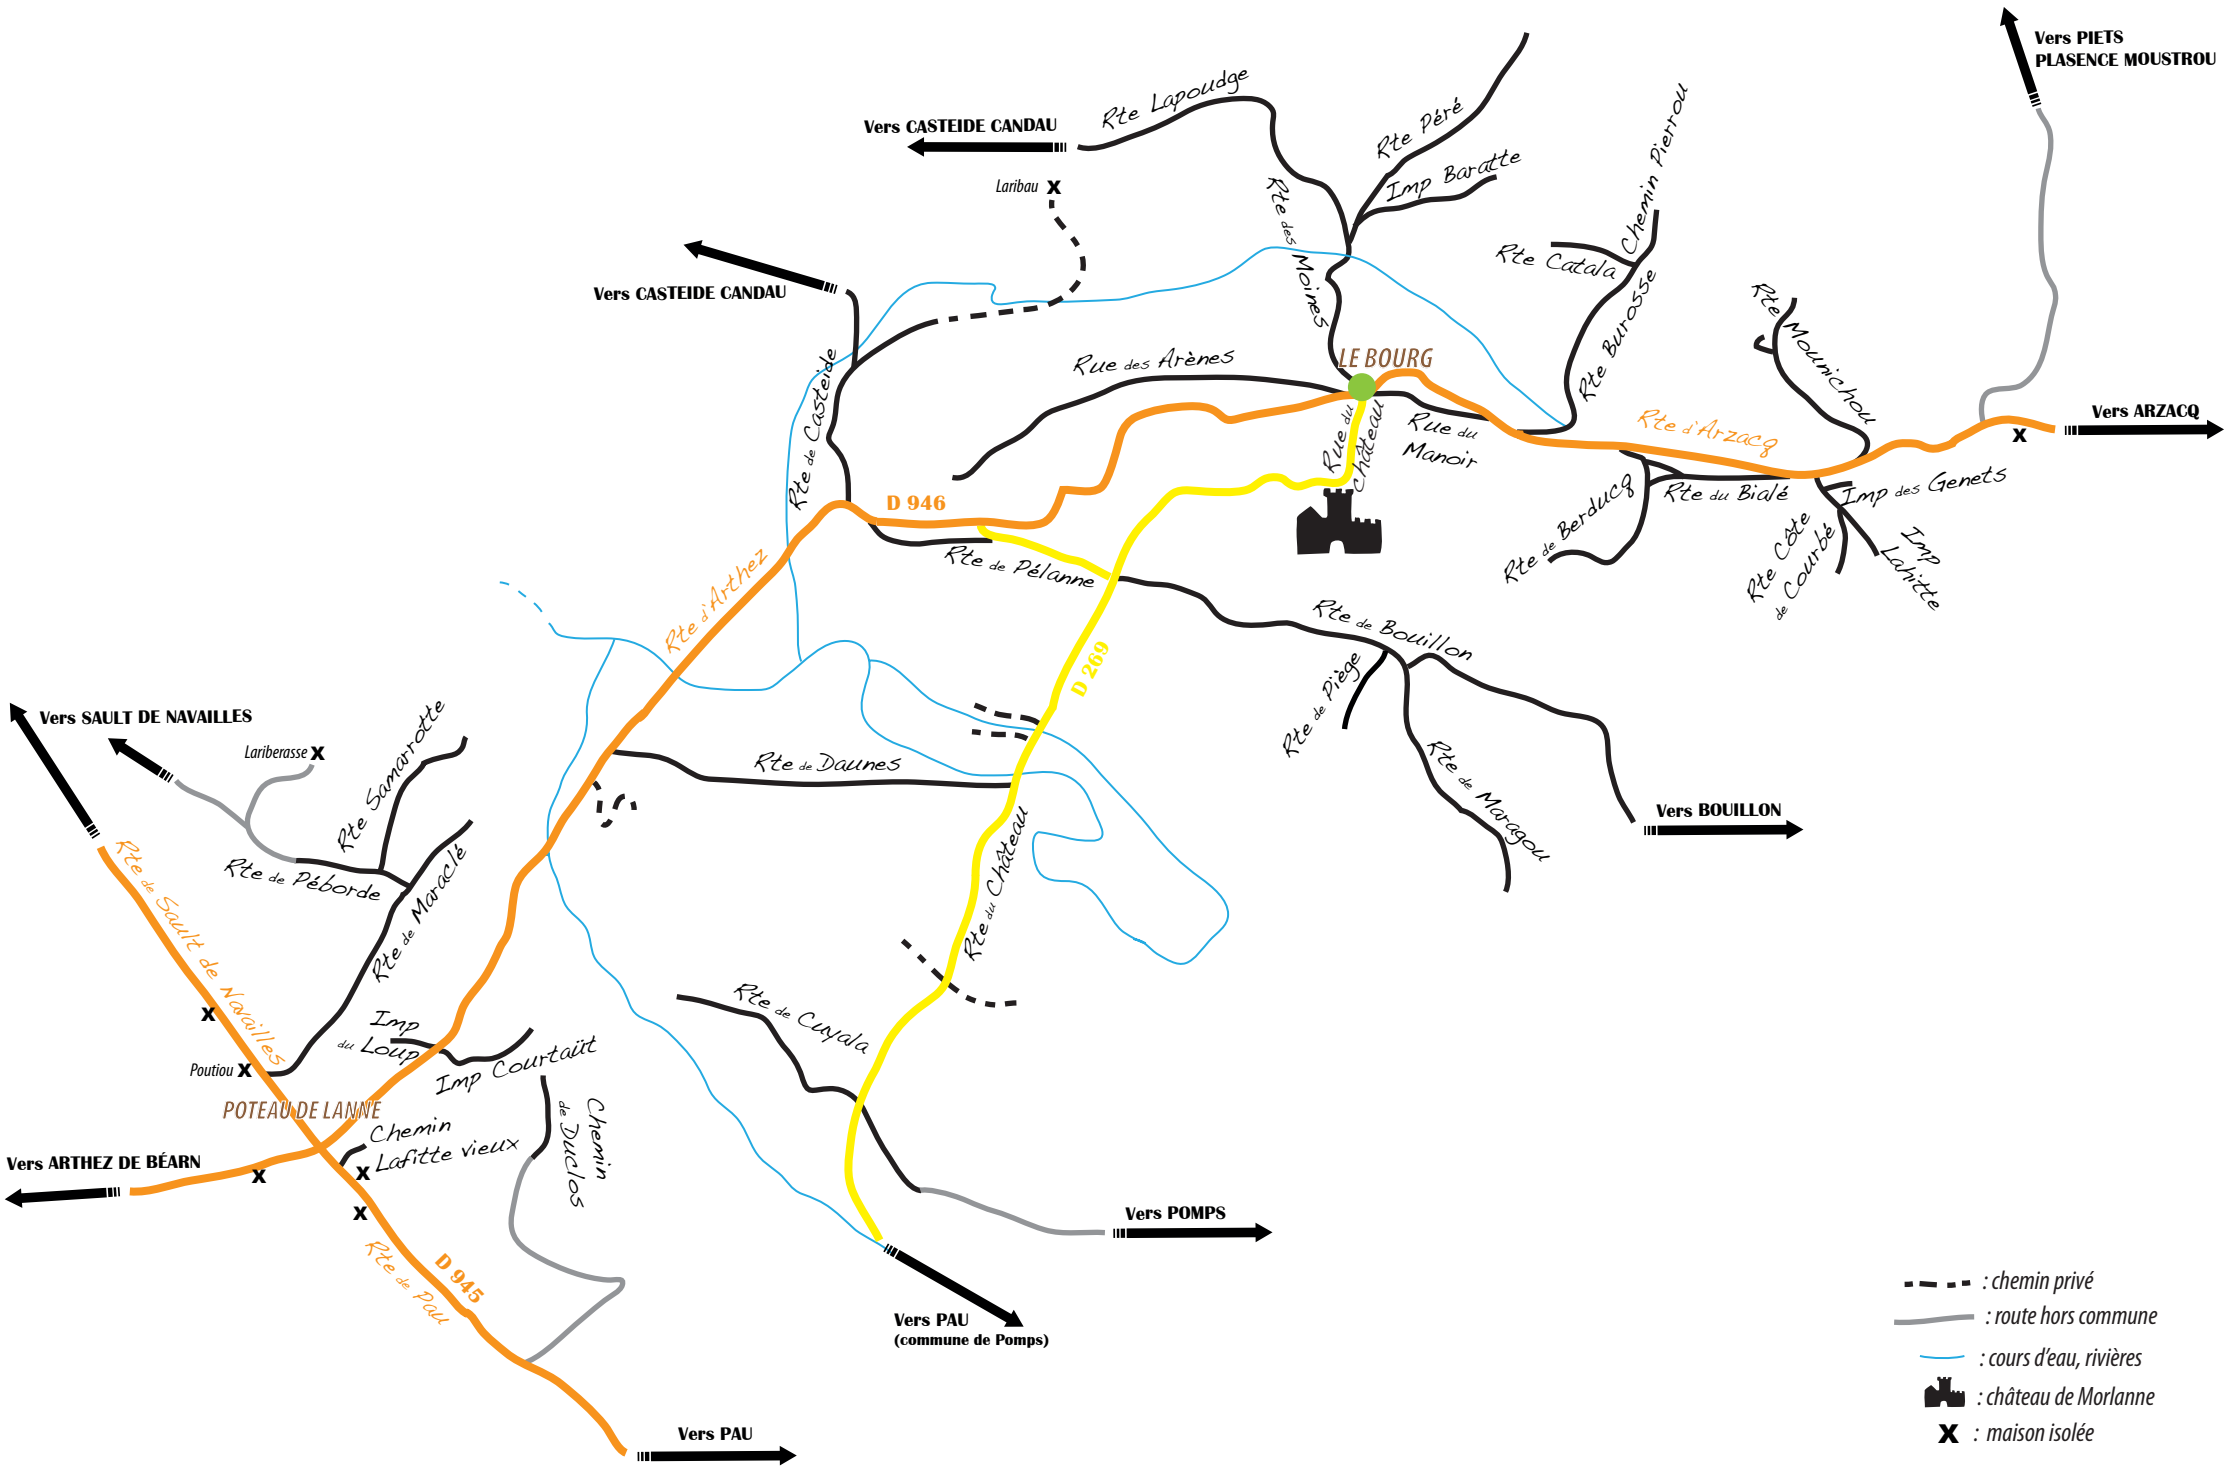 Vers PIETS
PLASENCE MOUSTROU
Rte Lapoudge
Vers CASTEIDE CANDAU
Rte Péré
Chemin Pierrou
Imp Baratte
Laribau X
Rte des Moines
Rte Catala
Vers CASTEIDE CANDAU
Rte Burosse
Rte Mounichou
LE BOURG
Rue des Arènes
Rte de Casteide
Vers ARZACQ
X
Rte d'Arzacq
Rue du
Château
Rue du
Manoir
D 946
Rte de Berducq
Rte du Bialé
Imp des Genets
Rte Côte
de Courbé
Imp
Lahitte
Rte de Pélanne
Rte d'Arthez
Rte de Bouillon
D 269
Rte de Piège
Vers SAULT DE NAVAILLES
Lariberasse X
Rte Samarrotte
Rte de Daunes
Rte de Maragou
Vers BOUILLON
Rte du Château
Rte de Sault de Navailles
Rte de Péborde
Rte de Maraclé
X
Rte de Cuyala
Imp
du Loup
Imp Courtaüt
Poutiou X
POTEAU DE LANNE
Chemin
de Duclos
Chemin
Lafitte vieux
Vers ARTHEZ DE BÉARN
X
X
X
Vers POMPS
Rte de Pau
D 945
Vers PAU
(commune de Pomps)
Vers PAU
: chemin privé
: route hors commune
: cours d'eau, rivières
: château de Morlanne
X : maison isolée